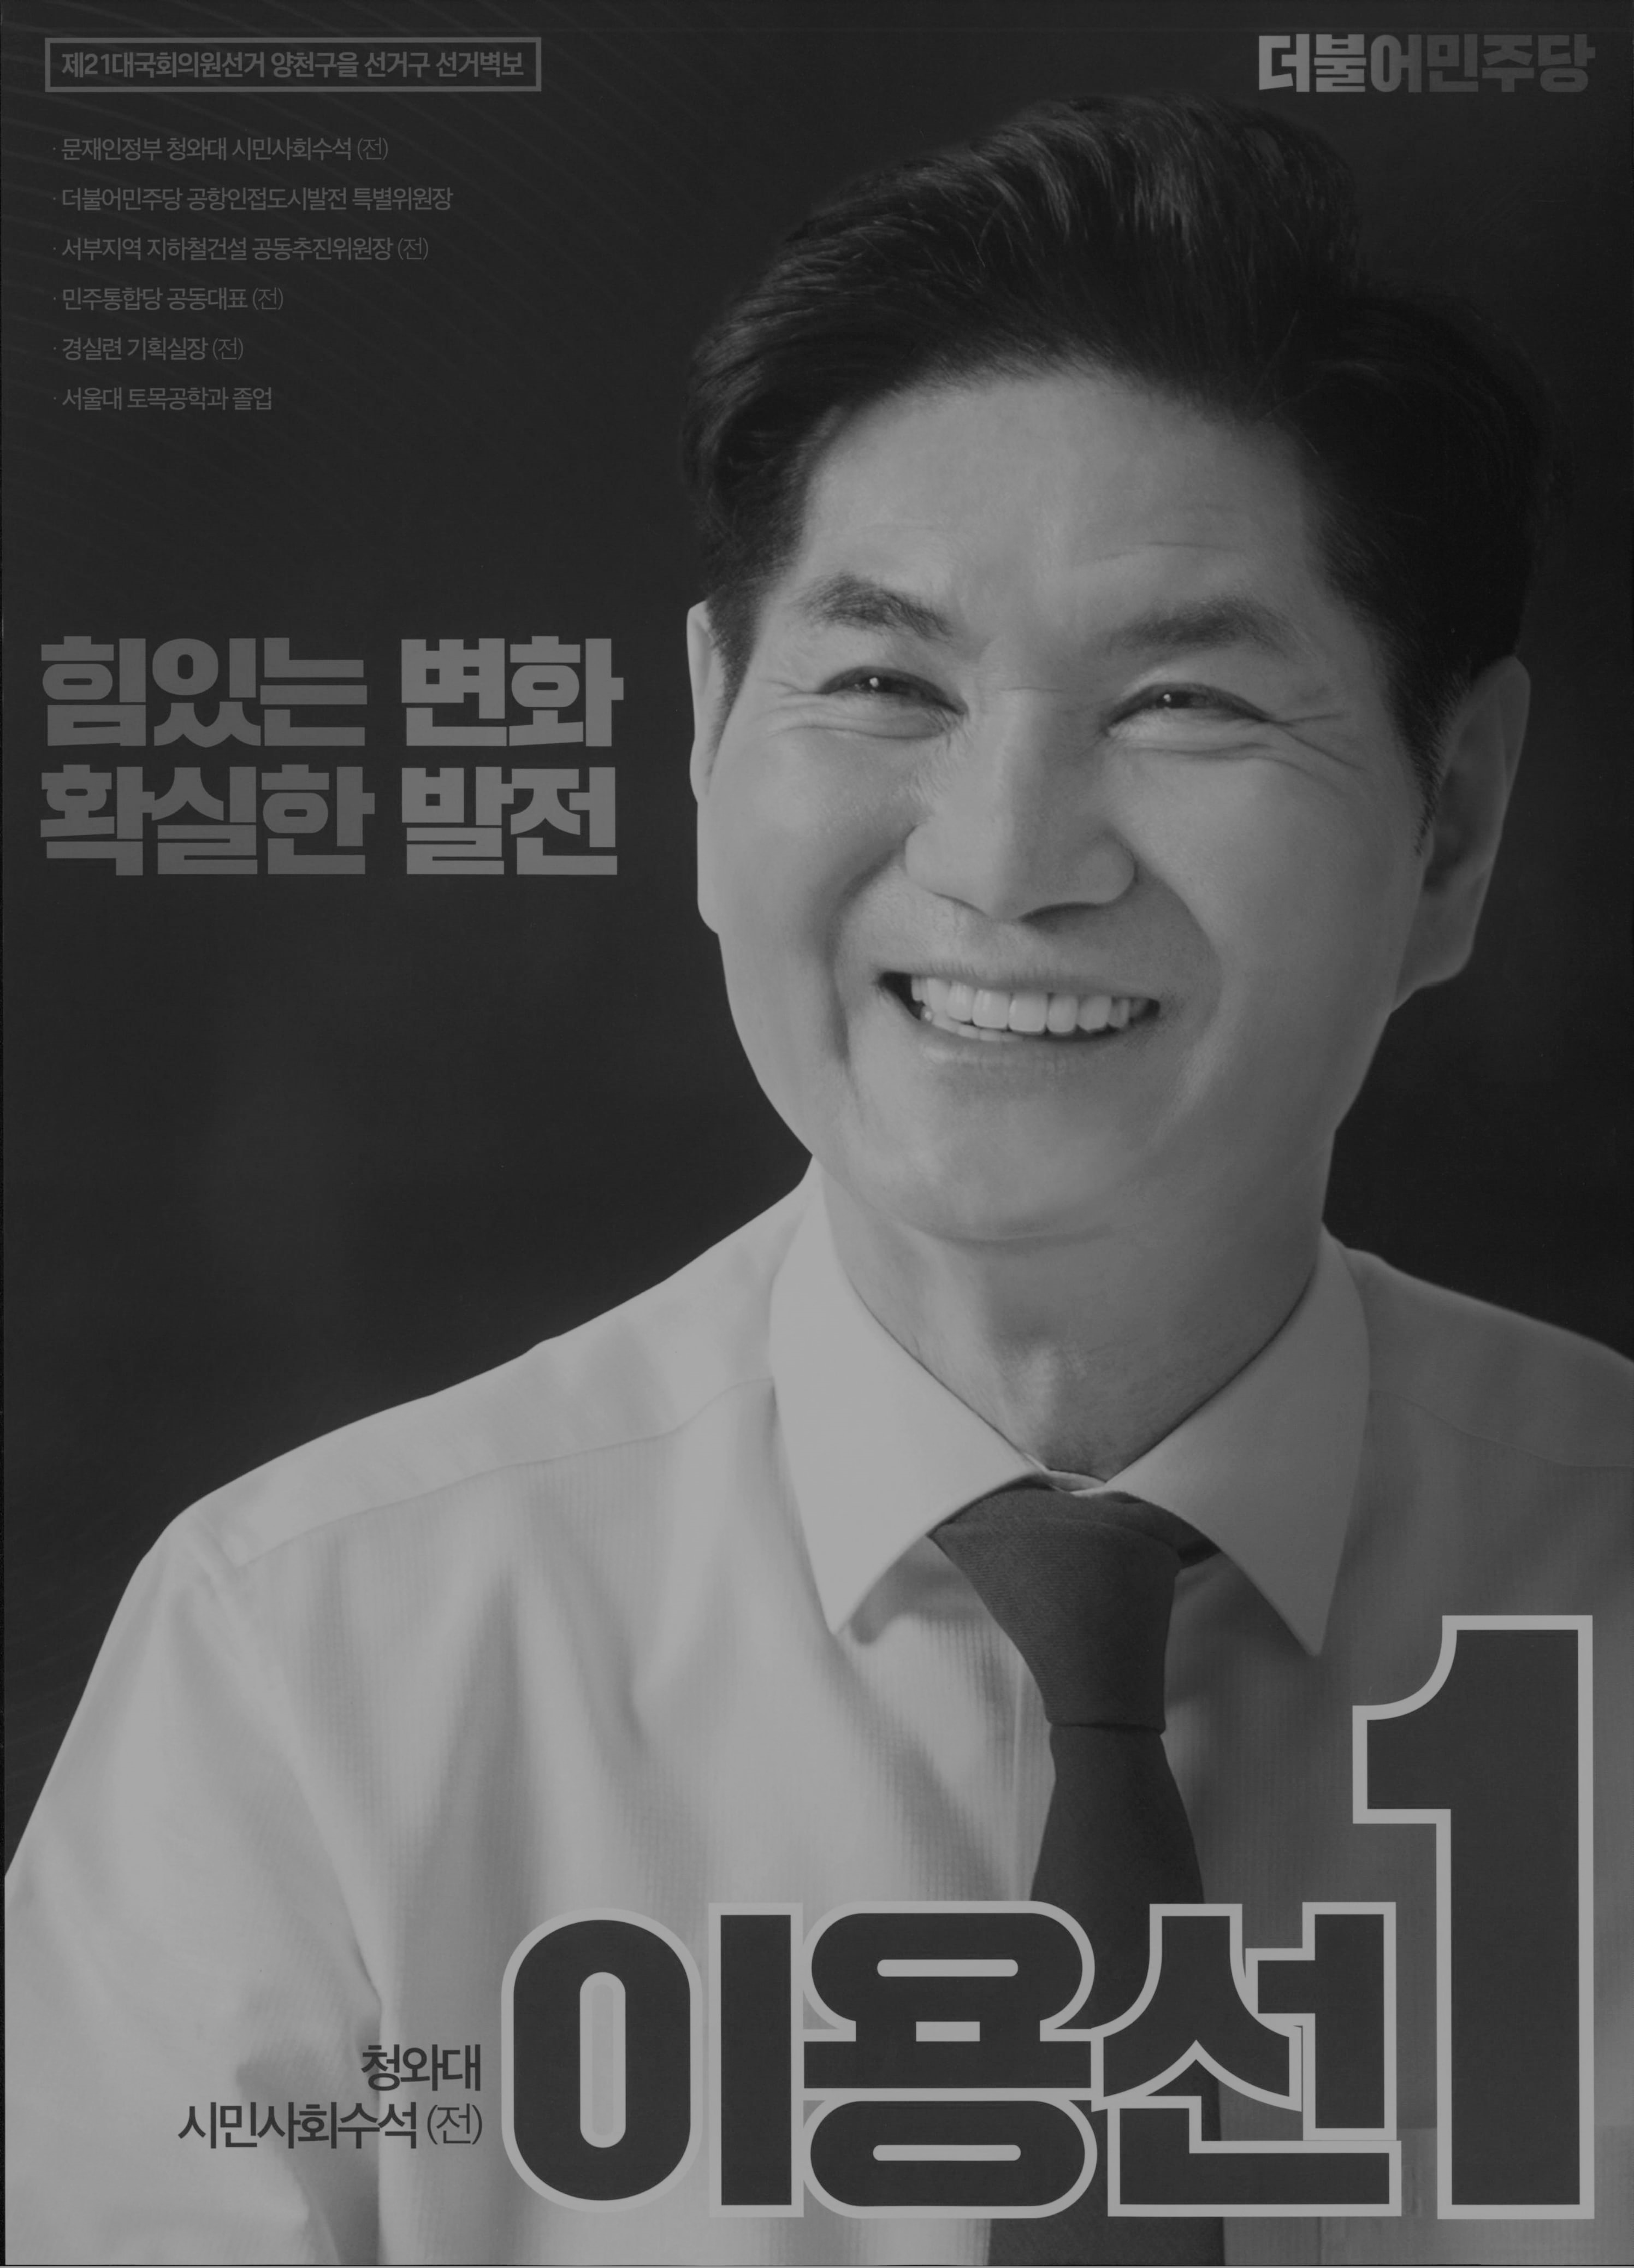 제21대국회의원선거 양천구을 선거구 선거벽보
더불어민주당
· 문재인정부 청와대 시민사회수석 (전)
· 더불어민주당 공항인접도시발전 특별위원장
· 서부지역 지하철건설 공동추진위원장 (전)
· 민주통합당 공동대표 (전)
· 경실련 기획실장 (전)
· 서울대 토목공학과 졸업
힘있는 변화
확실한 발전
청와대
시민사회수석 (전)
이용선
1